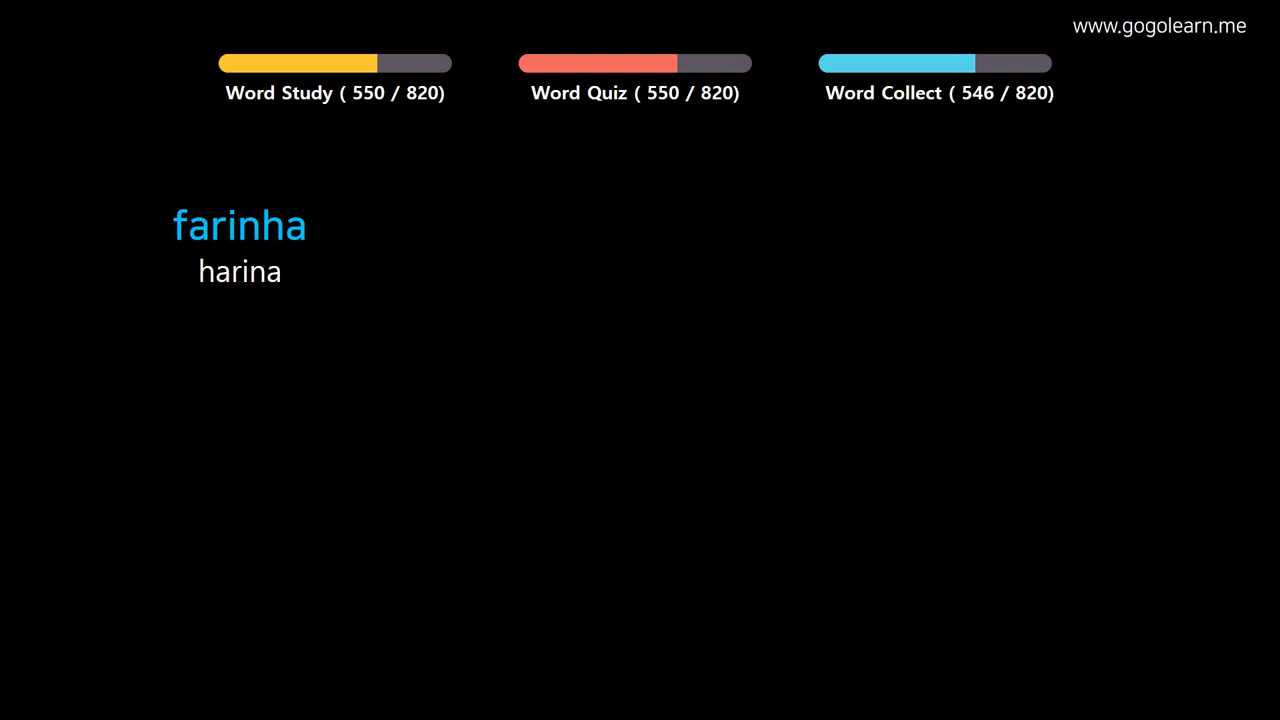 www.gogolearn.me
Word Study ( 550 / 820)
Word Quiz ( 550 / 820)
Word Collect ( 546 / 820)
farinha
harina